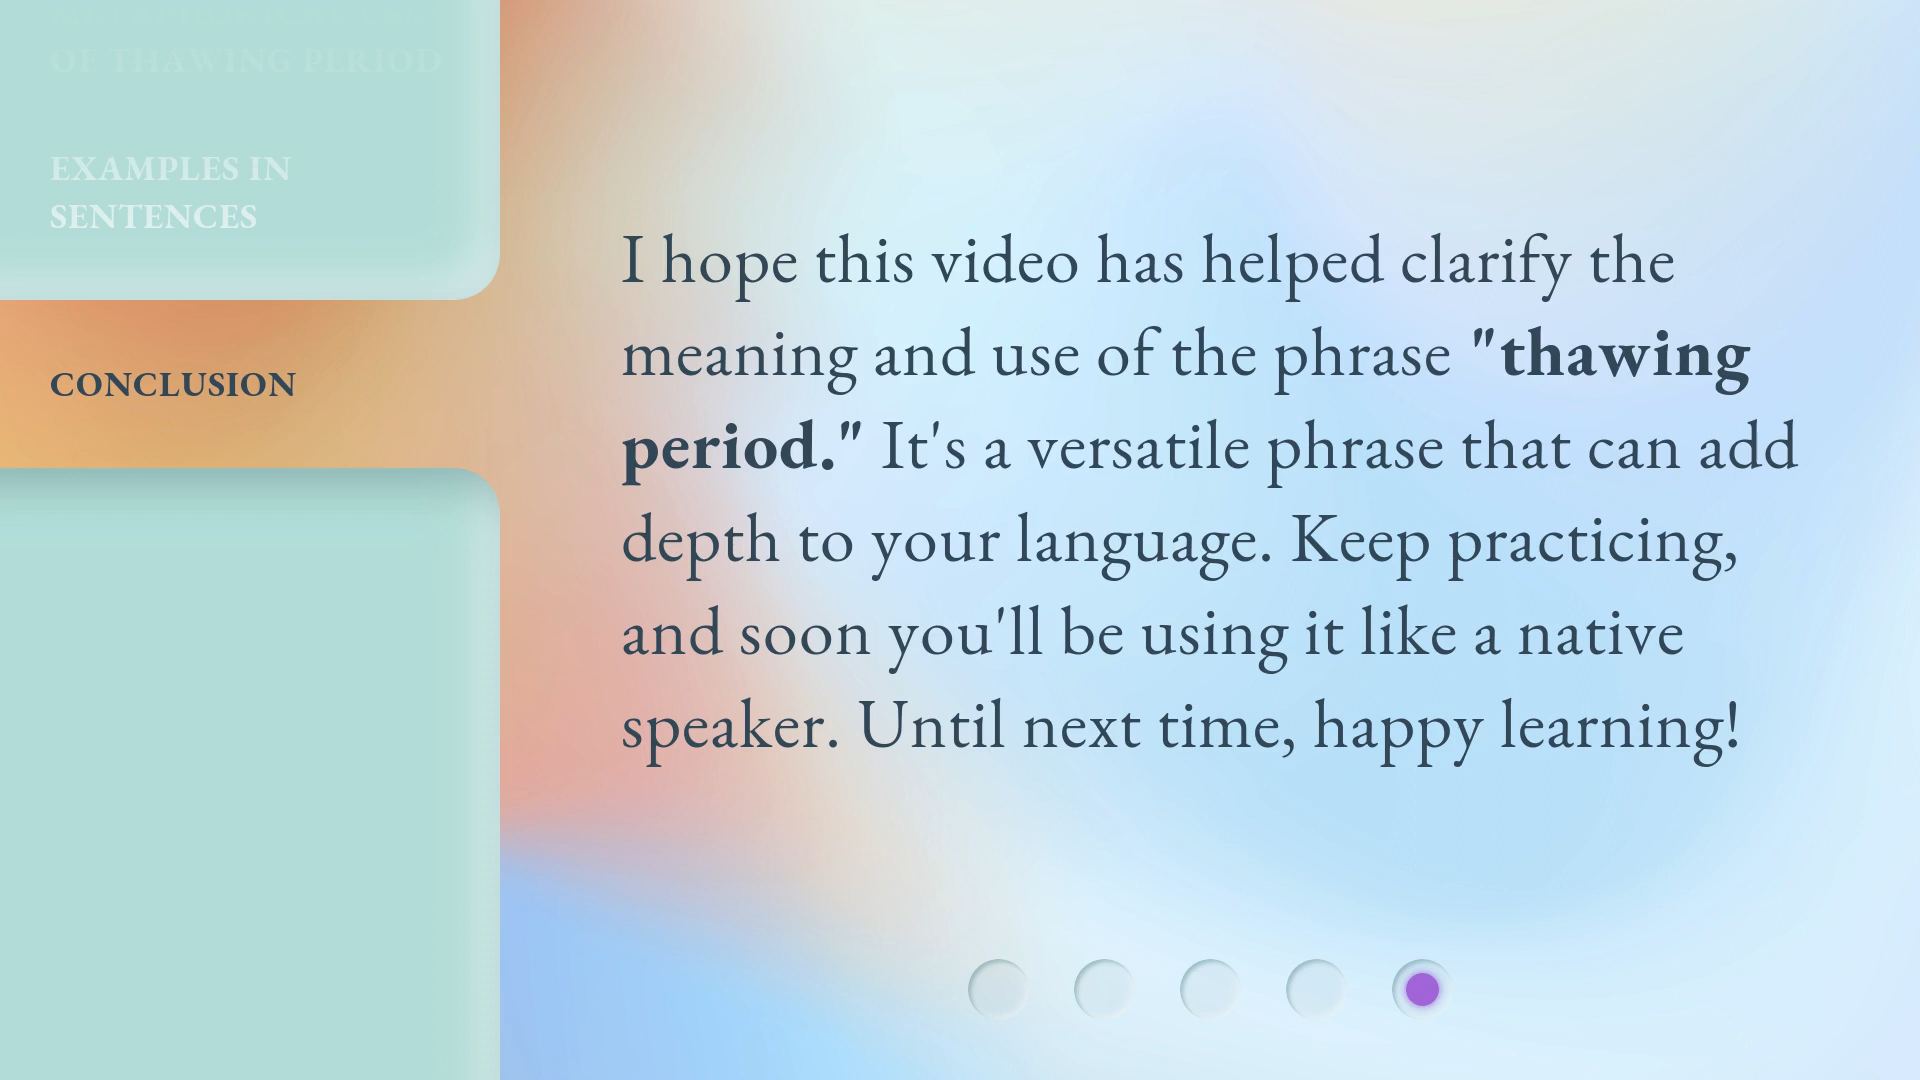 OF THAWING PERIOD
EXAMPLES IN
SENTENCES
CONCLUSION
I hope this video has helped clarify the
meaning and use of the phrase "thawing
period." It's a versatile phrase that can add
depth to your language. Keep practicing,
and soon you'll be using it like a native
speaker. Until next time, happy learning!